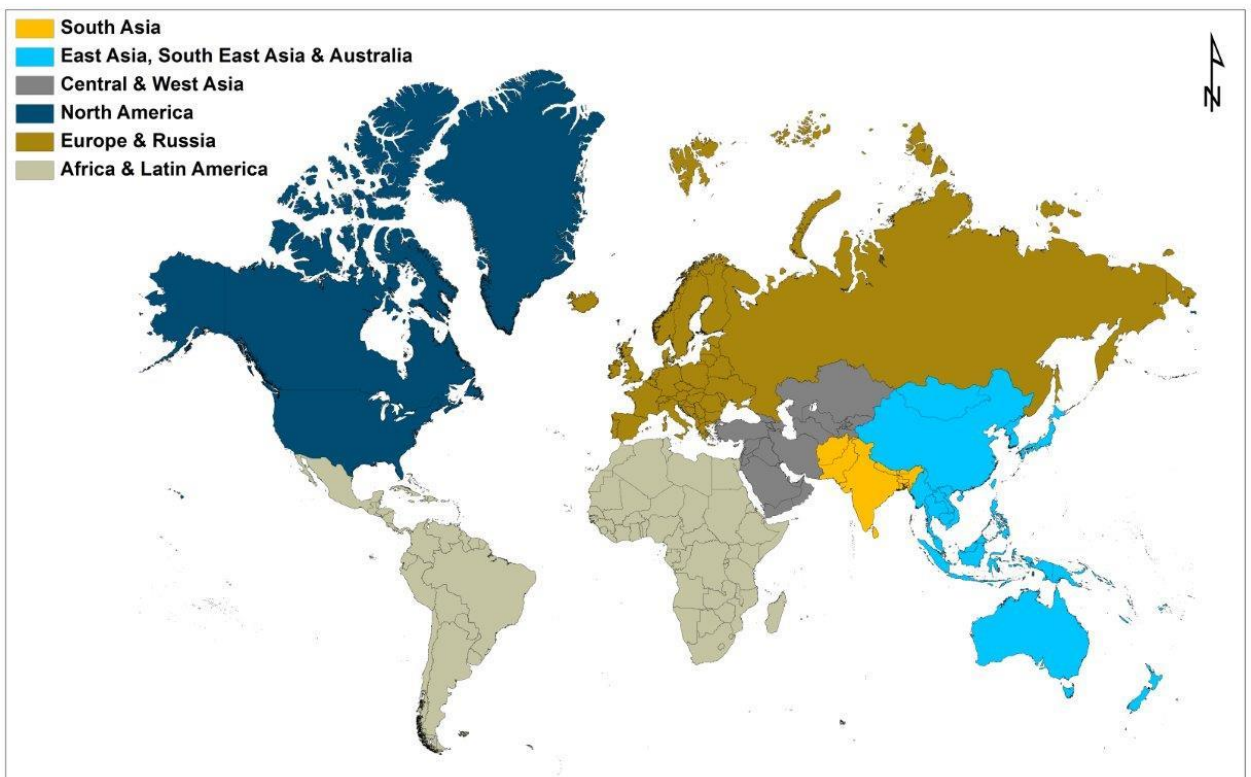 South Asia
East Asia, South East Asia & Australia
Central & West Asia
North America
Europe & Russia
Africa & Latin America
N